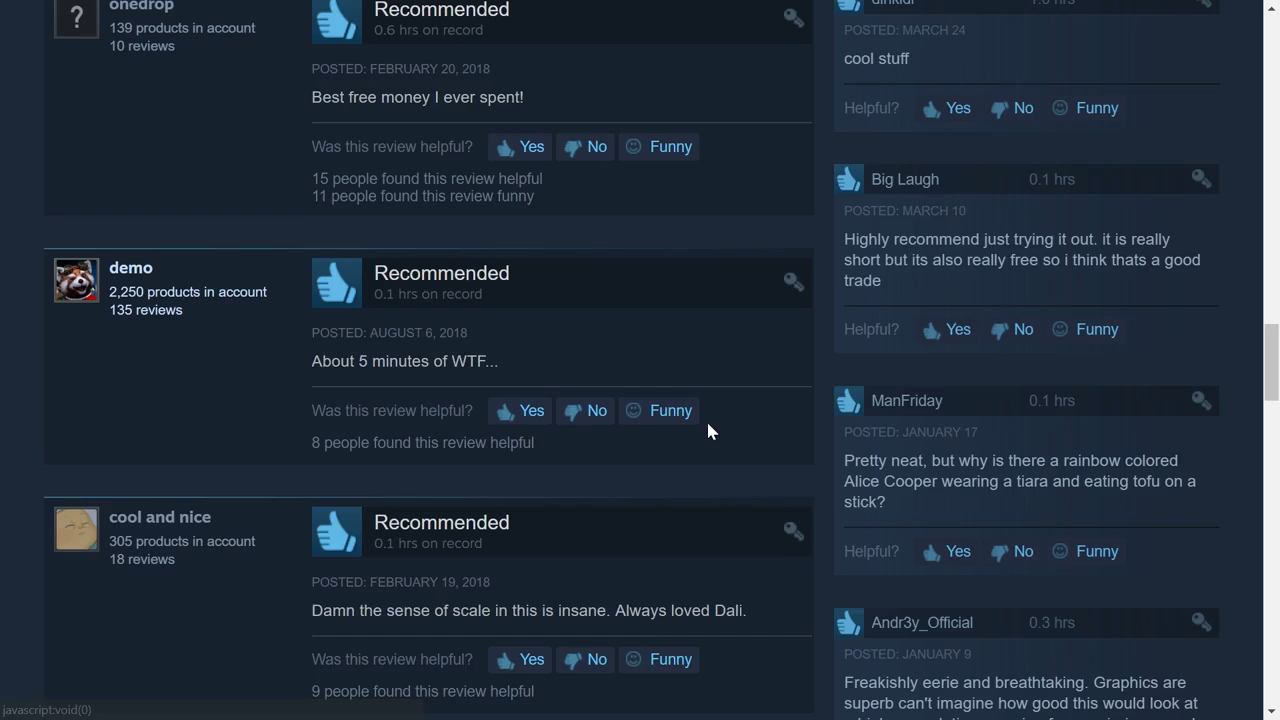 onedrop
139 products in account
10 reviews
Recommended
0.6 hrs on record
POSTED: FEBRUARY 20, 2018
Best free money I ever spent!
Was this review helpful? Yes No Funny
15 people found this review helpful
11 people found this review funny
demo
2,250 products in account
135 reviews
Recommended
0.1 hrs on record
POSTED: AUGUST 6, 2018
About 5 minutes of WTF...
Was this review helpful? Yes No Funny
8 people found this review helpful
cool and nice
305 products in account
18 reviews
Recommended
0.1 hrs on record
POSTED: FEBRUARY 19, 2018
Damn the sense of scale in this is insane. Always loved Dali.
Was this review helpful? Yes No Funny
9 people found this review helpful
POSTED: MARCH 24
cool stuff
Helpful? Yes No Funny
Big Laugh 0.1 hrs
POSTED: MARCH 10
Highly recommend just trying it out. it is really
short but its also really free so i think thats a good
trade
Helpful? Yes No Funny
ManFriday 0.1 hrs
POSTED: JANUARY 17
Pretty neat, but why is there a rainbow colored
Alice Cooper wearing a tiara and eating tofu on a
stick?
Helpful? Yes No Funny
Andr3y_Official 0.3 hrs
POSTED: JANUARY 9
Freakishly eerie and breathtaking. Graphics are
superb can't imagine how good this would look at
javascript:void(0)